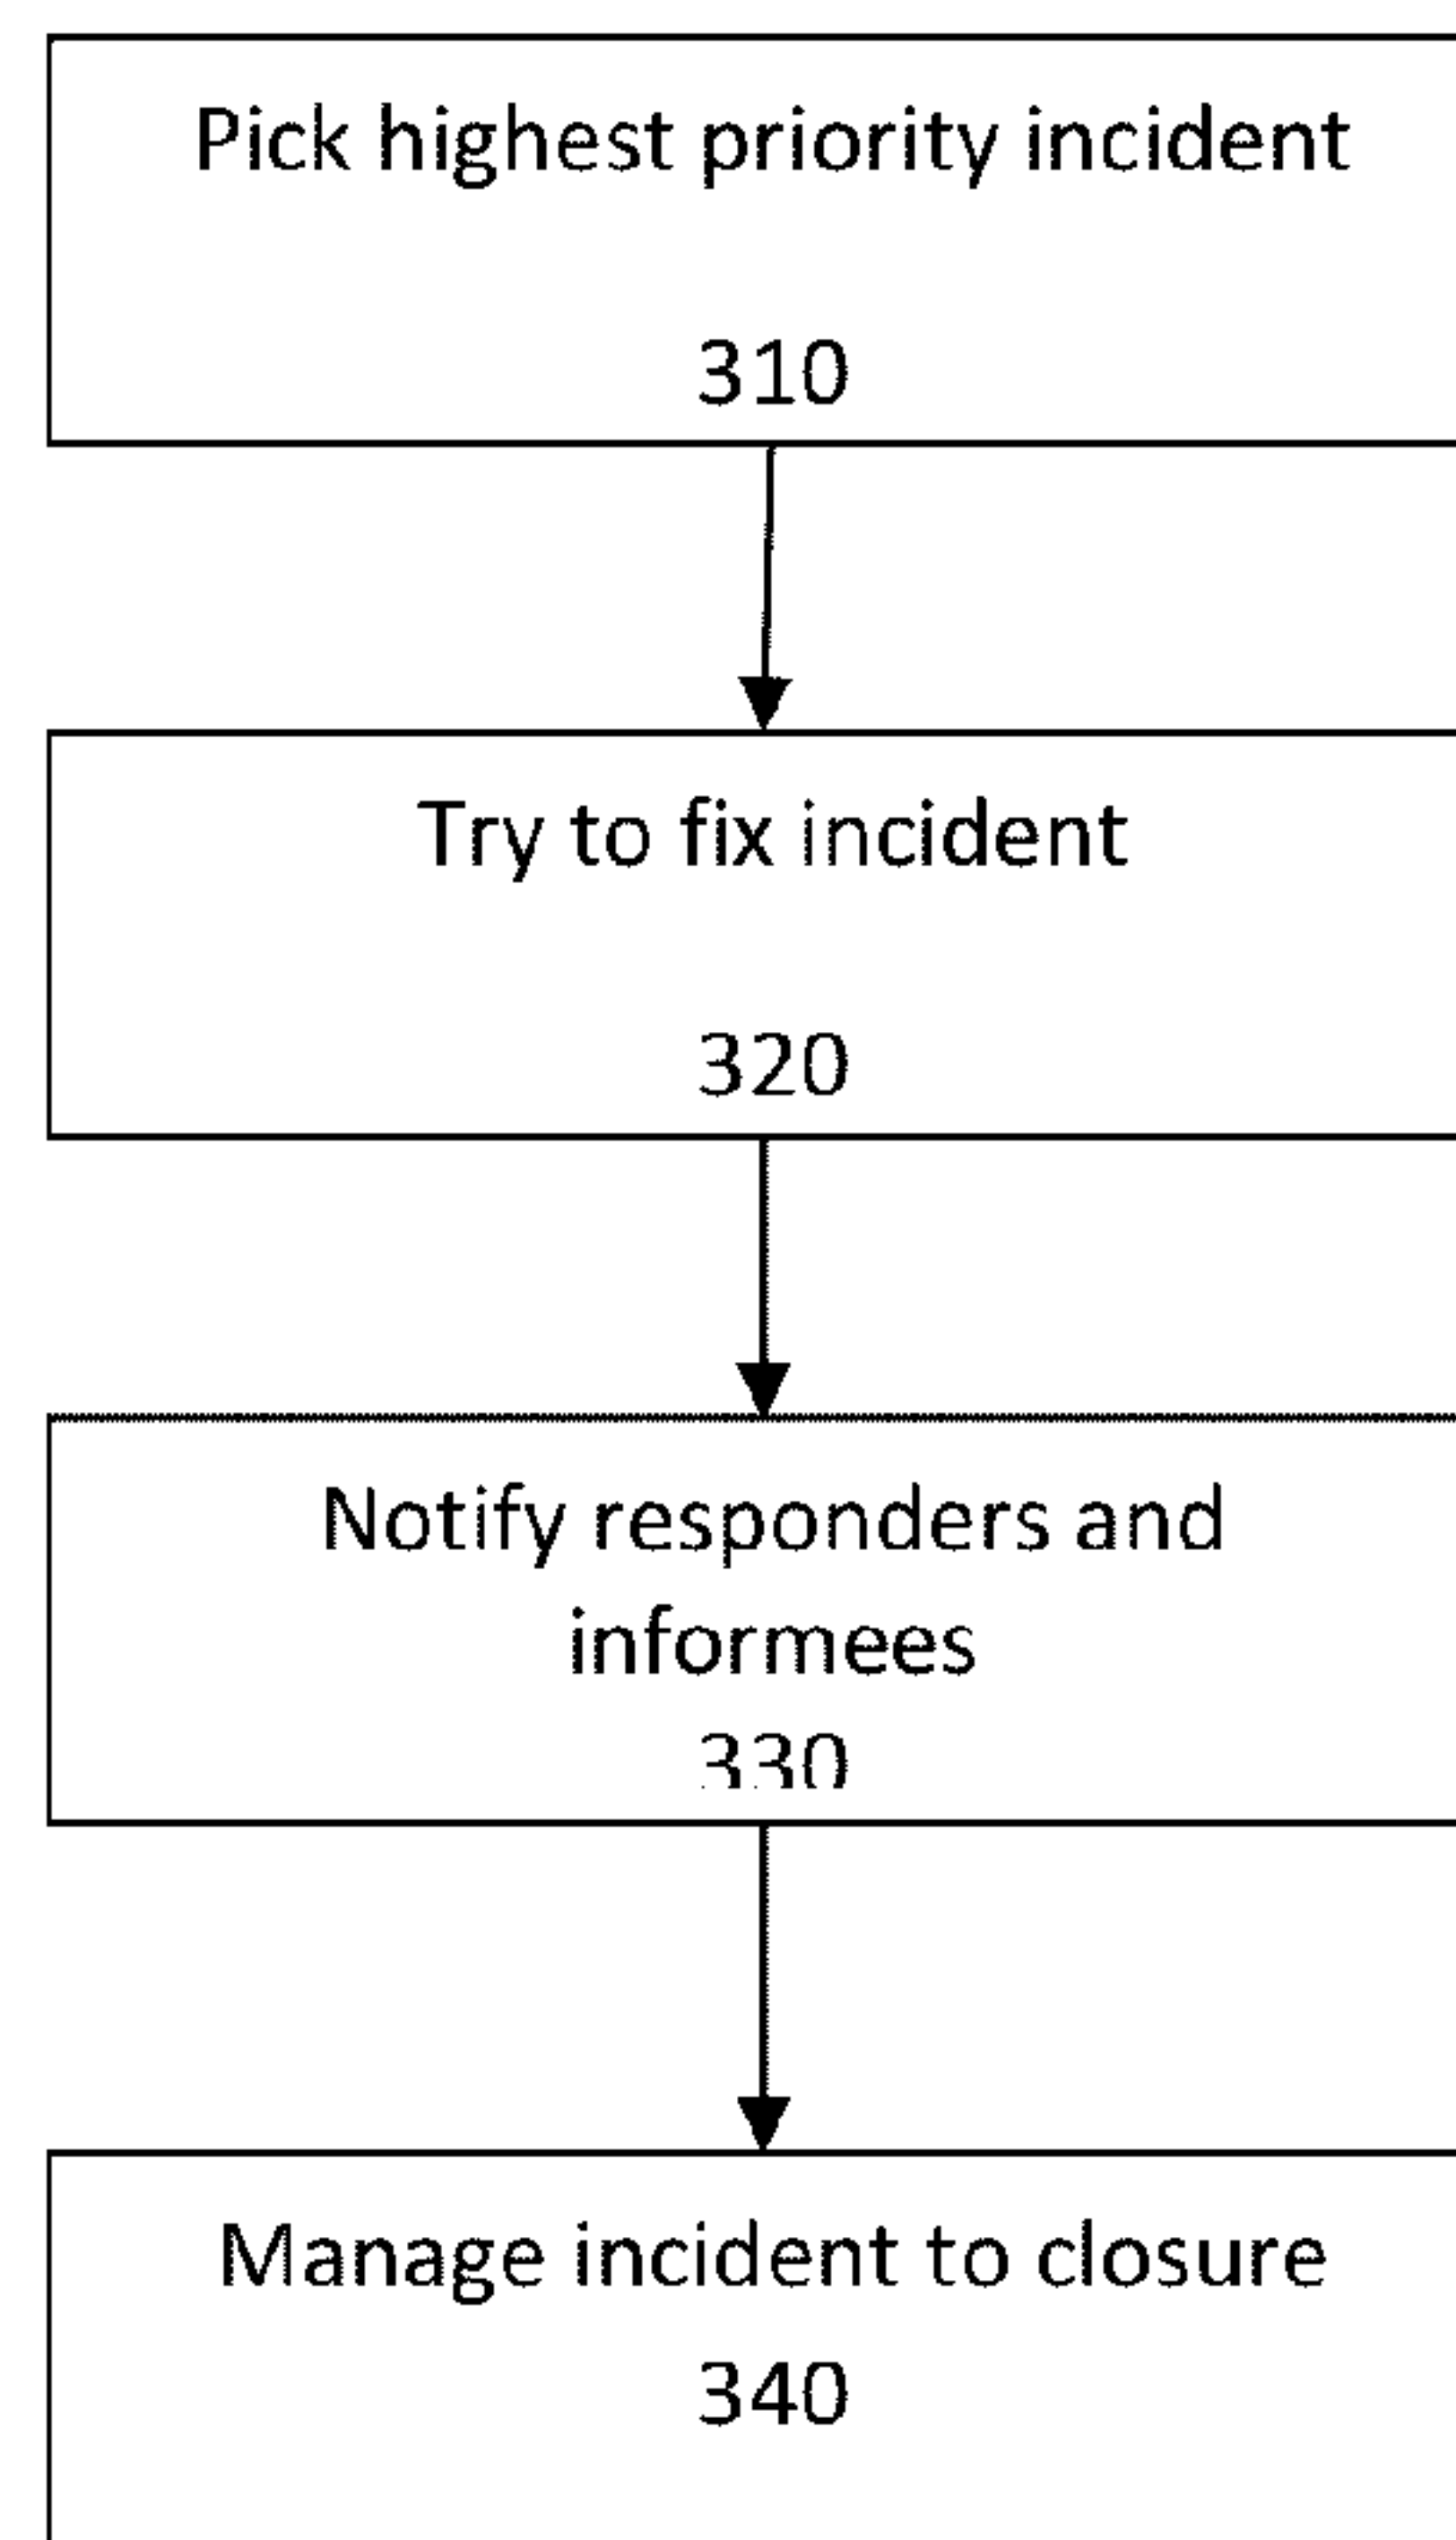 Pick highest priority incident
310
Try to fix incident
320
Notify responders and
informees
330
Manage incident to closure
340